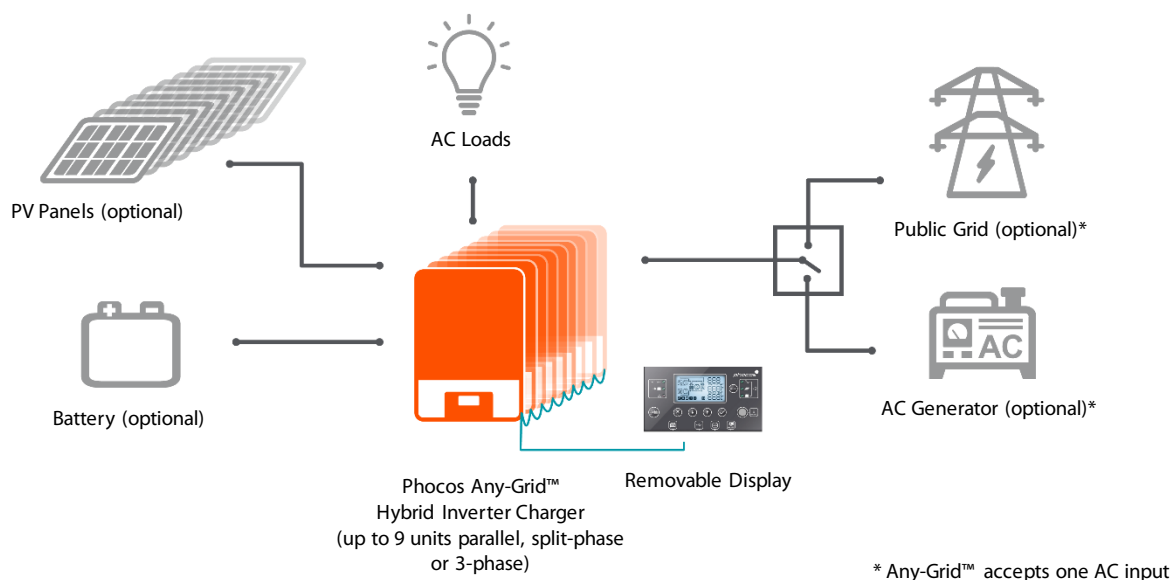 AC Loads
PV Panels (optional)
Public Grid (optional)*
AC
Battery (optional)
AC Generator (optional)*
phocos
Removable Display
Phocos Any-Grid™
Hybrid Inverter Charger
(up to 9 units parallel, split-phase
or 3-phase)
* Any-Grid™ accepts one AC input